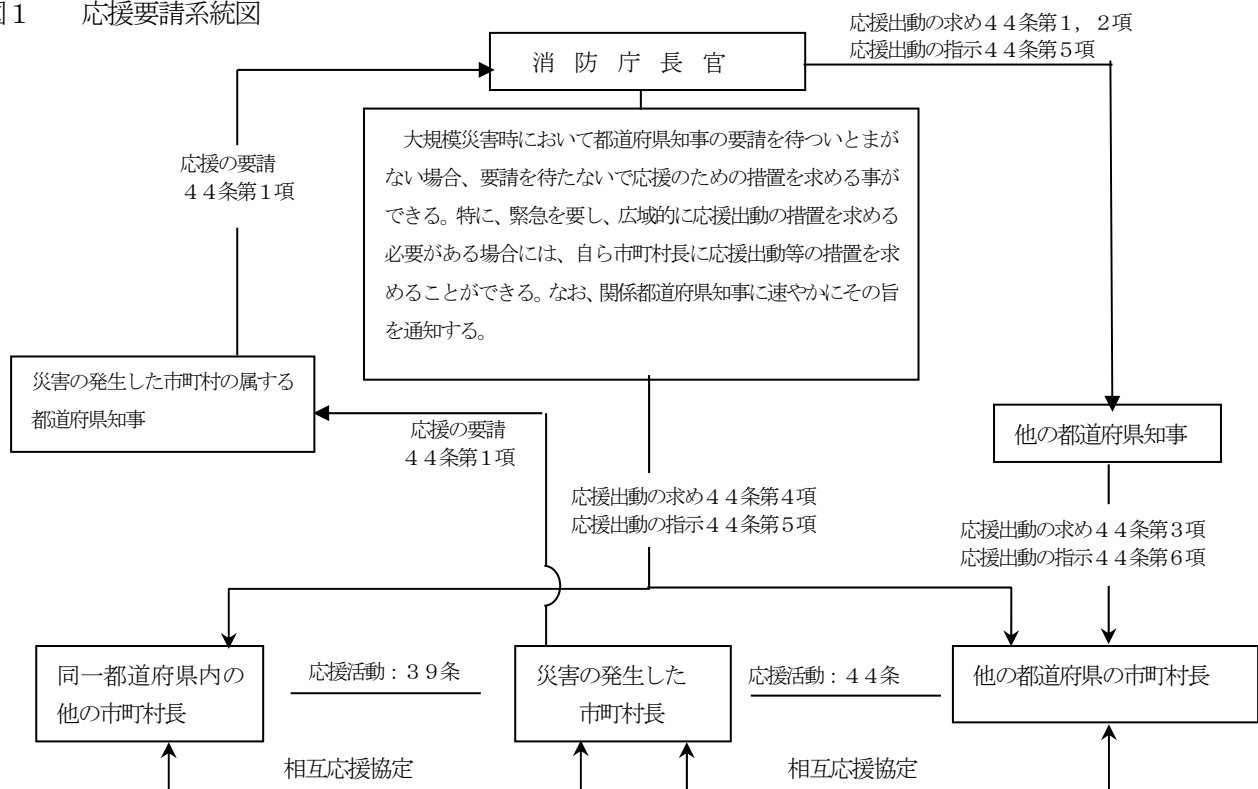 図1 応援要請系統図
応援出動の求め44条第1,2項
応援出動の指示44条第5項
消防庁長官
応援の要請
44条第1項
大規模災害時において都道府県知事の要請を待ついとまが
ない場合、要請を待たないで応援のための措置を求める事が
できる。特に、緊急を要し、広域的に応援出動の措置を求める
必要がある場合には、自ら市町村長に応援出動等の措置を求
めることができる。なお、関係都道府県知事に速やかにその旨
を通知する。
災害の発生した市町村の属する
都道府県知事
応援の要請
44条第1項
他の都道府県知事
応援出動の求め44条第4項
応援出動の指示44条第5項
応援出動の求め44条第3項
応援出動の指示44条第6項
同一都道府県内の
他の市町村長
応援活動:39条
災害の発生した
市町村長
応援活動:44条
他の都道府県の市町村長
相互応援協定
相互応援協定